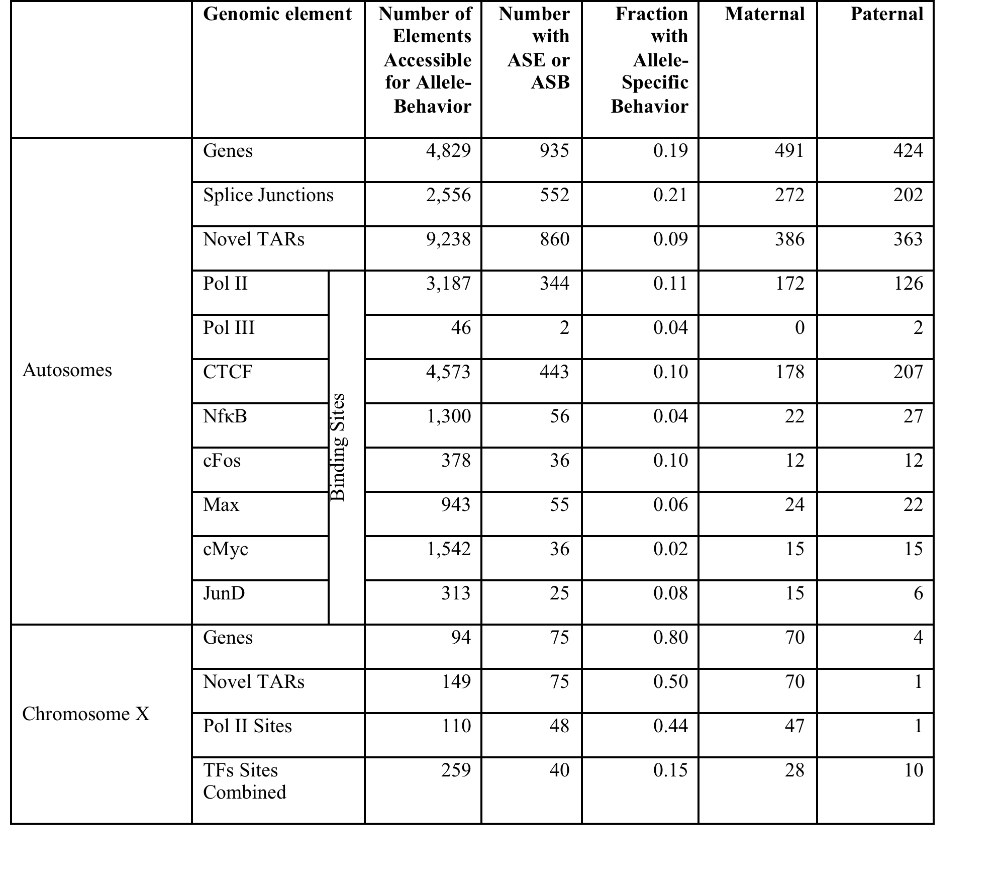 Genomic element
Number of
Elements
Accessible
for Allele-
Behavior
Number
with
ASE or
ASB
Fraction
with
Allele-
Specific
Behavior
Maternal
Paternal
Autosomes
Genes 4,829 935 0.19 491 424
Splice Junctions 2,556 552 0.21 272 202
Novel TARs 9,238 860 0.09 386 363
Binding Sites
Pol II 3,187 344 0.11 172 126
Pol III 46 2 0.04 0 2
CTCF 4,573 443 0.10 178 207
NfκB 1,300 56 0.04 22 27
cFos 378 36 0.10 12 12
Max 943 55 0.06 24 22
cMyc 1,542 36 0.02 15 15
JunD 313 25 0.08 15 6
Chromosome X
Genes 94 75 0.80 70 4
Novel TARs 149 75 0.50 70 1
Pol II Sites 110 48 0.44 47 1
TFs Sites 259 40 0.15 28 10
Combined